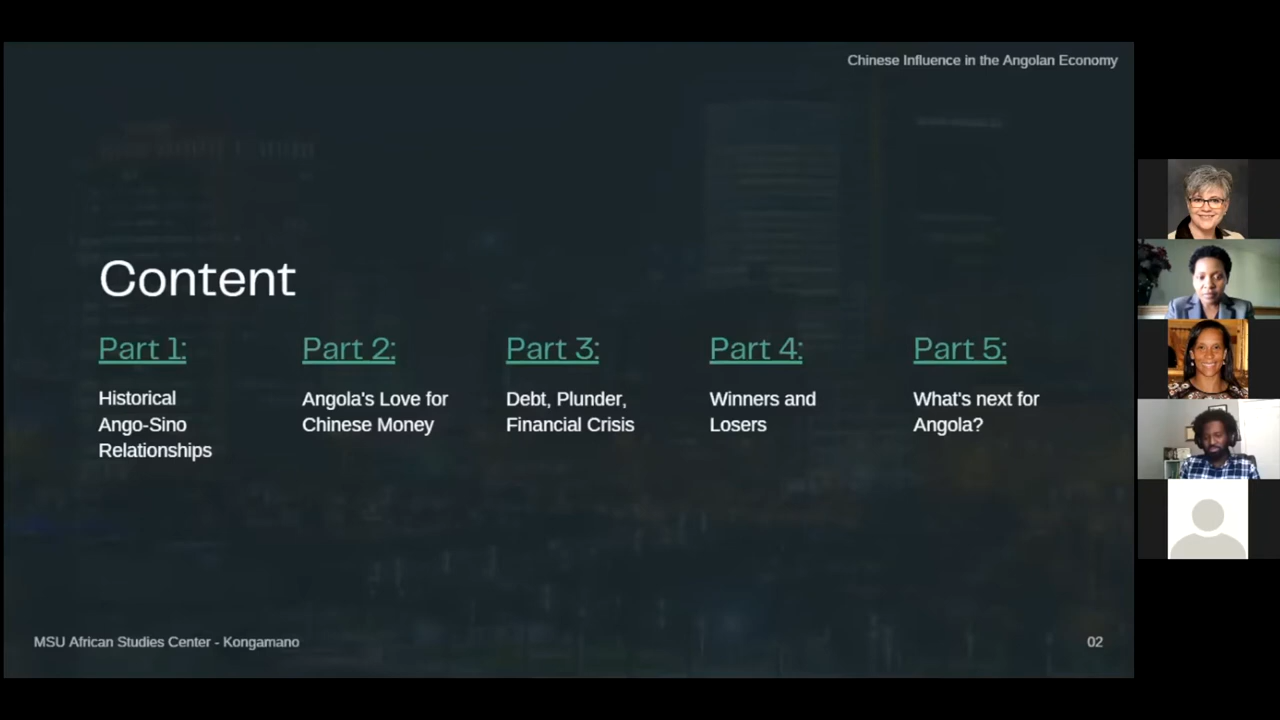 Chinese Influence in the Angolan Economy
Content
Part 1:
Historical
Ango-Sino
Relationships
Part 2:
Angola's Love for
Chinese Money
Part 3:
Debt, Plunder,
Financial Crisis
Part 4:
Winners and
Losers
Part 5:
What's next for
Angola?
MSU African Studies Center - Kongamano
02